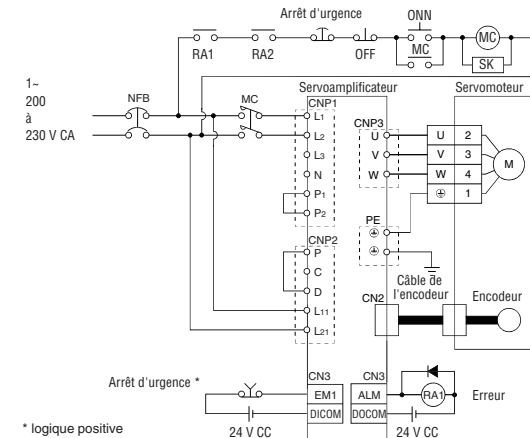 Arrêt d'urgence
ONN
RA1
RA2
OFF
MC
MC
SK
1~
200
à
230 V CA
NFB
MC
Servoamplificateur
Servomoteur
CNP1
L1
L2
L3
N
P1
P2
CNP3
U
V
W
U 2
V 3
W 4
1
M
PE
CNP2
P
C
D
L11
L21
Câble de
l'encodeur
CN2
Encodeur
Arrêt d'urgence *
CN3
EM1
DICOM
24 V CC
CN3
ALM
DOCOM
RA1
Erreur
24 V CC
* logique positive